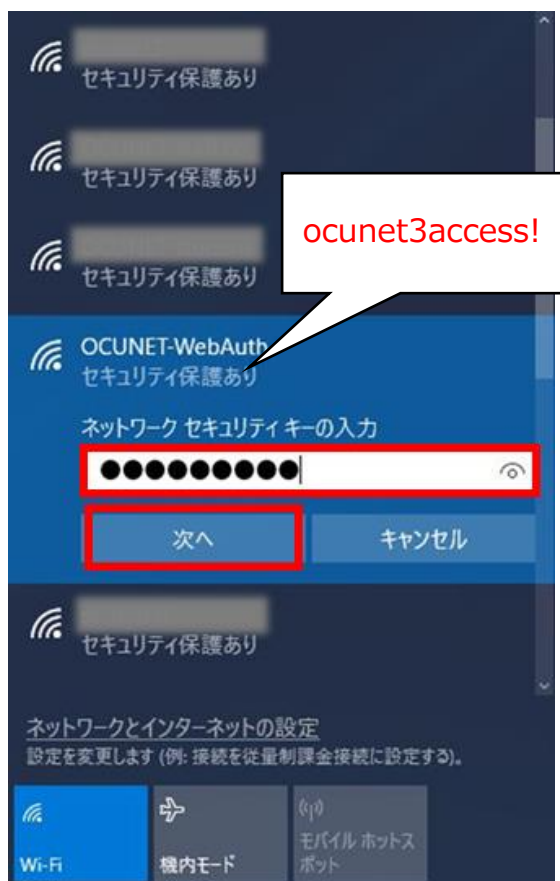 セキュリティ保護あり
セキュリティ保護あり
ocunet3access!
セキュリティ保護あり
OCUNET-WebAuth
セキュリティ保護あり
ネットワーク セキュリティ キーの入力
●●●●●●●●●
次へ
キャンセル
セキュリティ保護あり
ネットワークとインターネットの設定
設定を変更します (例: 接続を従量制課金接続に設定する)。
Wi-Fi
機内モード
モバイル ホットス
ポット